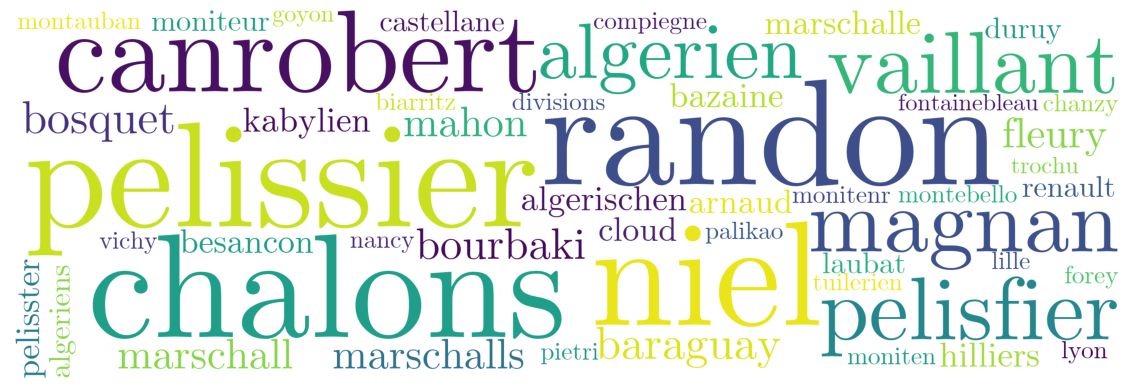 montauban moniteur goyon castellane compiegne marschalle duruy
canrobert algerien vaillant
biarritz divisions bazaine fontainebleau chanzy
bosquet kabylien mahon randon fleury
pelissier trochu
algerischen arnaud monitenr montebello renault
vichy besancon nancy bourbaki cloud palikao magnan
chalons niel laubat lille
pelisster algeriens tuilerien forey
pelisfier
marschall marschalls pietri baraguay moniten hilliers lyon